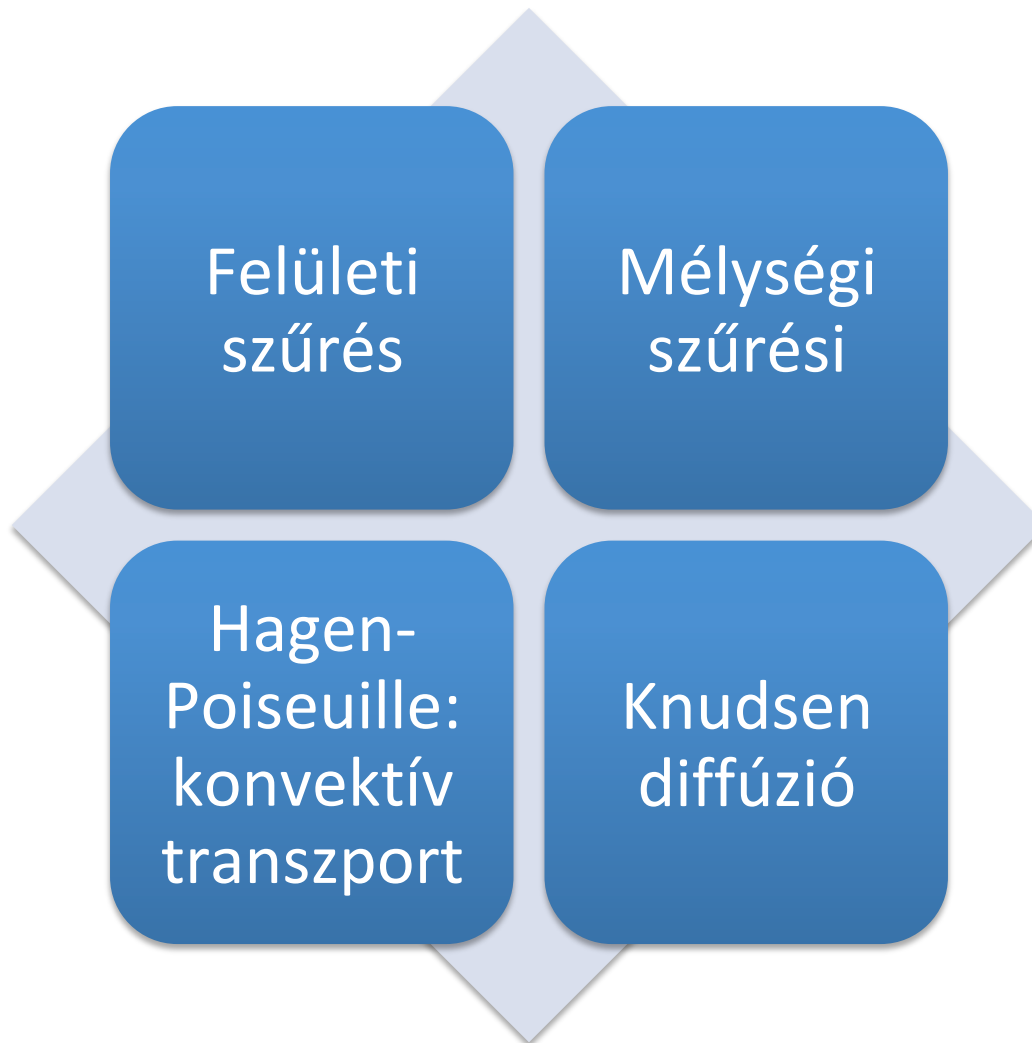 Felületi
szűrés
Mélységi
szűrési
Hagen-
Poiseuille:
konvektív
transzport
Knudsen
diffúzió